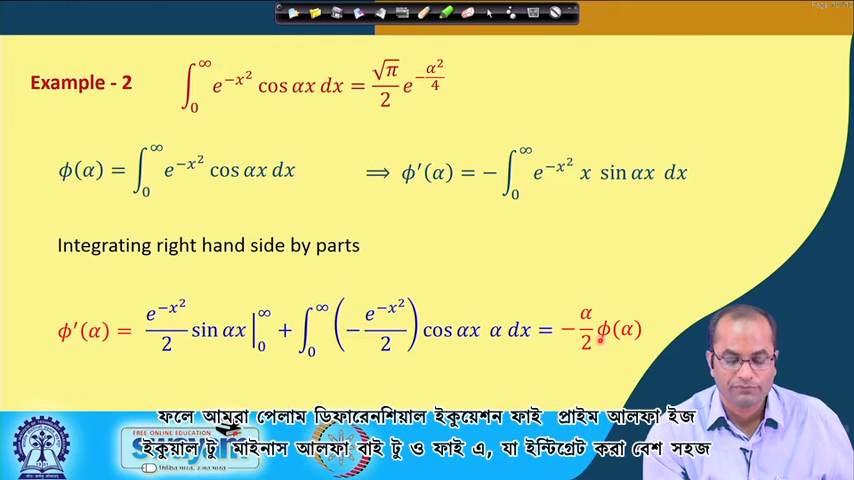 Example - 2 ∫₀^∞ e^{−x²} cos αx dx = √π/2 e^{−α²/4}
ϕ(α) = ∫₀^∞ e^{−x²} cos αx dx ⟹ ϕ′(α) = − ∫₀^∞ e^{−x²} x sin αx dx
Integrating right hand side by parts
ϕ′(α) = e^{−x²}/2 sin αx |₀^∞ + ∫₀^∞ (−e^{−x²}/2) cos αx α dx = −α/2 ϕ(α)
ফলে আমরা পেলাম ডিফারেনশিয়াল ইকুয়েশন ফাই প্রাইম আলফা ইজ
ইকুয়াল টু মাইনাস আলফা বাই টু ও ফাই এ, যা ইন্টিগ্রেট করা বেশ সহজ
FREE ONLINE EDUCATION
swayam